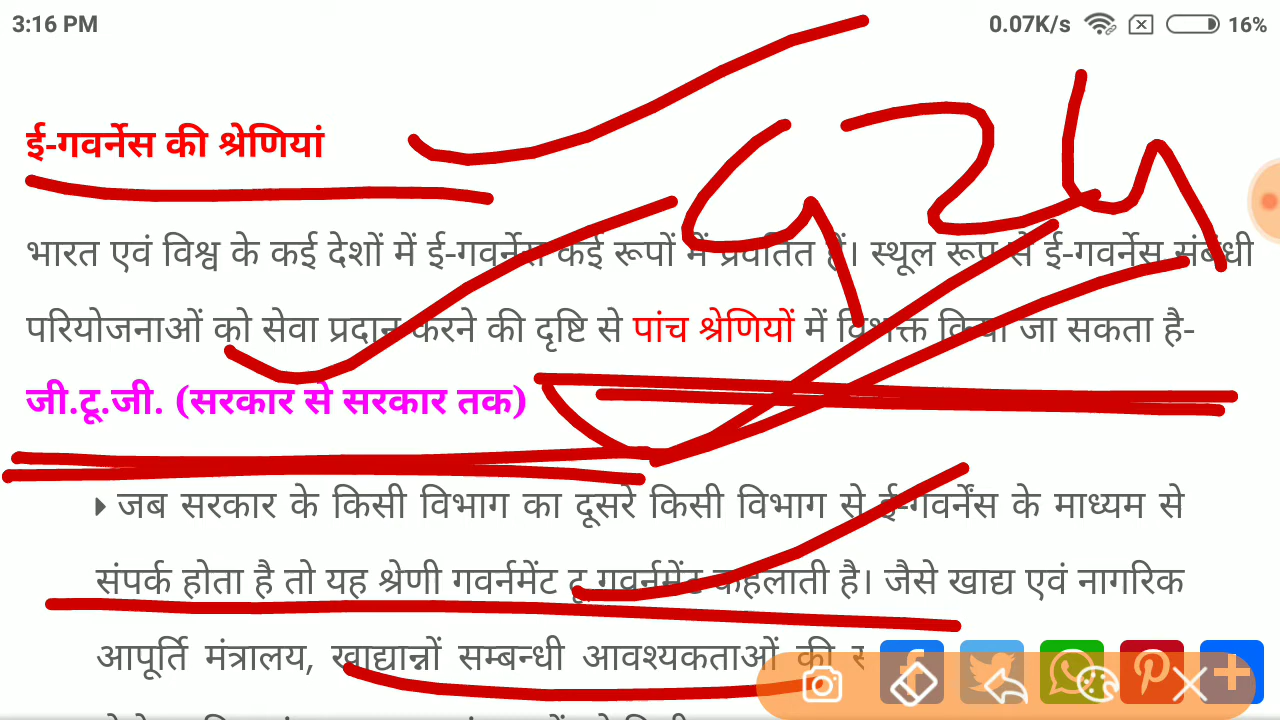 3:16 PM 0.07K/s 16%
ई-गवर्नेस की श्रेणियां
भारत एवं विश्व के कई देशों में ई-गवर्नेस कई रूपों में प्रवर्तित हैं। स्थूल रूप से ई-गवर्नेस संबंधी
परियोजनाओं को सेवा प्रदान करने की दृष्टि से पांच श्रेणियों में विभक्त किया जा सकता है-
जी.टू.जी. (सरकार से सरकार तक)
जब सरकार के किसी विभाग का दूसरे किसी विभाग से ई-गवर्नेंस के माध्यम से
संपर्क होता है तो यह श्रेणी गवर्नमेंट टू गवर्नमेंट कहलाती है। जैसे खाद्य एवं नागरिक
आपूर्ति मंत्रालय, खाद्यान्नों सम्बन्धी आवश्यकताओं की